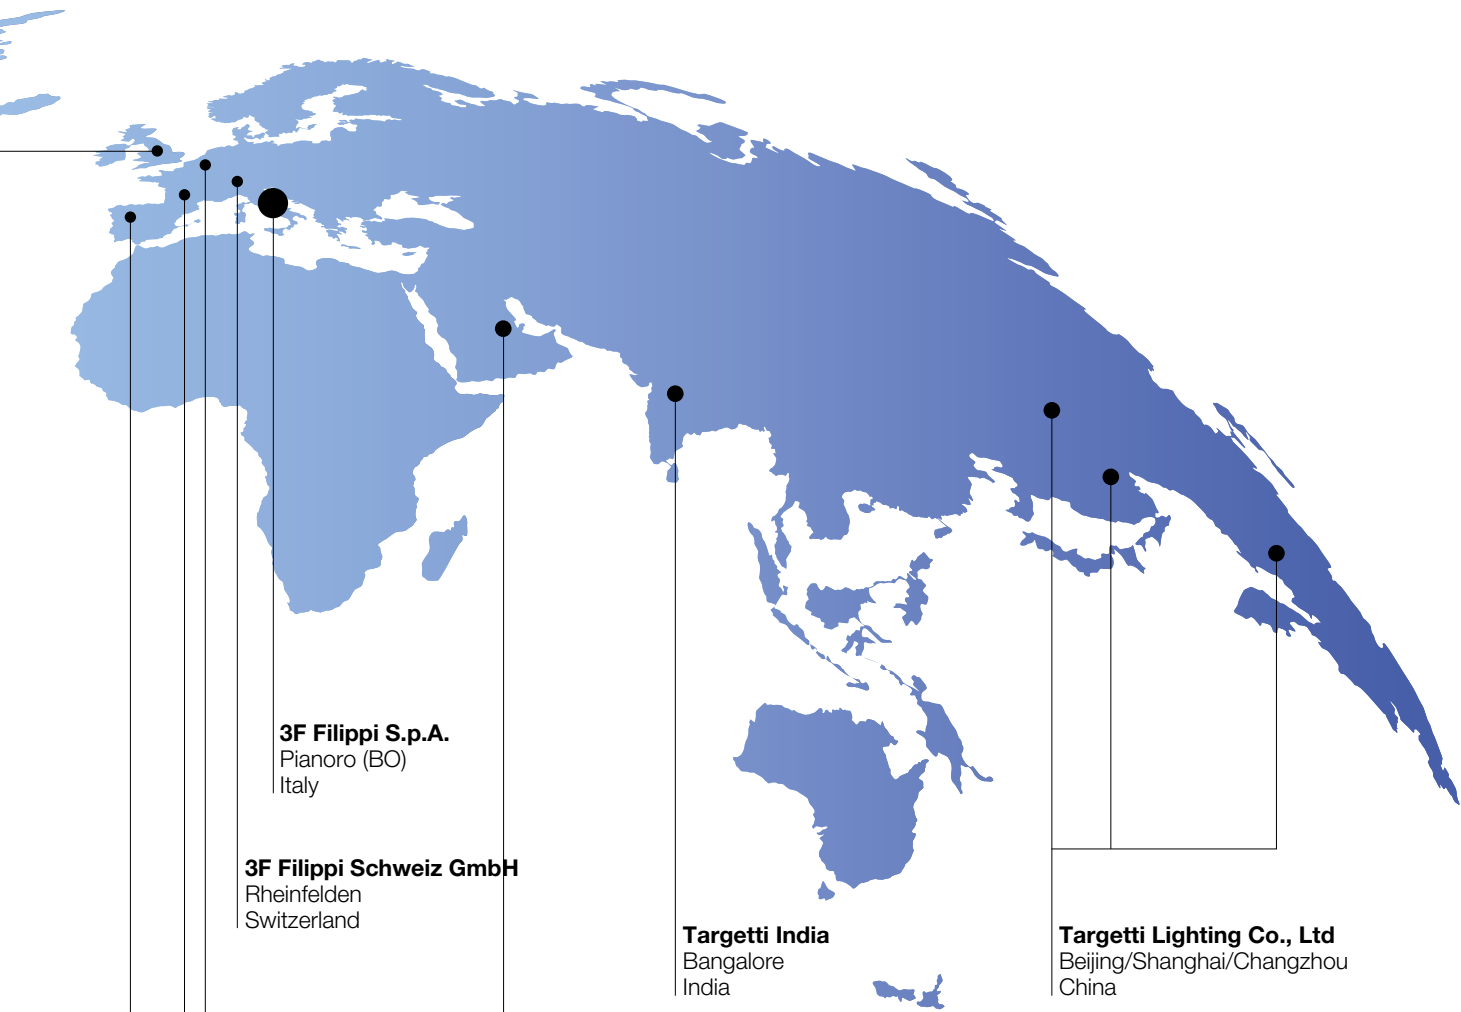 3F Filippi S.p.A.
Pianoro (BO)
Italy
3F Filippi Schweiz GmbH
Rheinfelden
Switzerland
Targetti India
Bangalore
India
Targetti Lighting Co., Ltd
Beijing/Shanghai/Changzhou
China